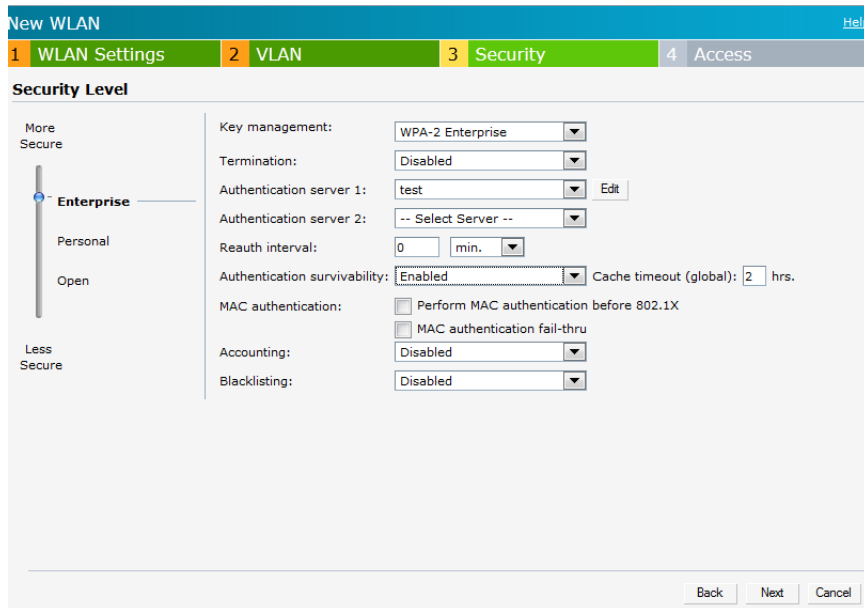 New WLAN
1 WLAN Settings 2 VLAN 3 Security 4 Access
Security Level
More
Secure
Enterprise
Personal
Open
Less
Secure
Key management: WPA-2 Enterprise
Termination: Disabled
Authentication server 1: test Edit
Authentication server 2: -- Select Server --
Reauth interval: 0 min.
Authentication survivability: Enabled Cache timeout (global): 2 hrs.
MAC authentication: Perform MAC authentication before 802.1X
MAC authentication fail-thru
Accounting: Disabled
Blacklisting: Disabled
Back Next Cancel